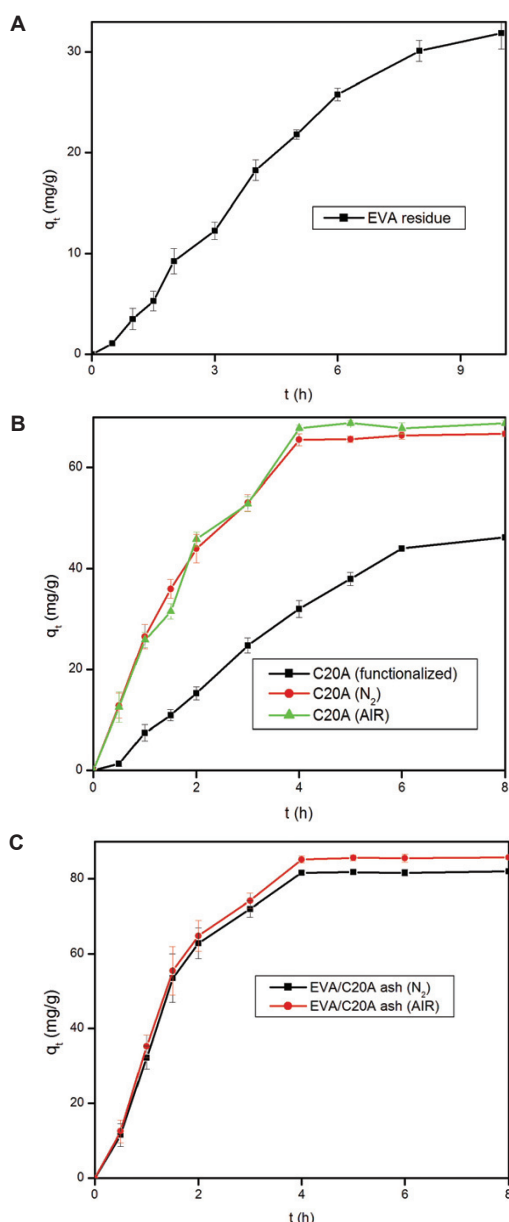 A
30
20
10
0
q_t (mg/g)
EVA residue
0 3 6 9
t (h)
B
60
40
20
0
q_t (mg/g)
C20A (functionalized)
C20A (N₂)
C20A (AIR)
0 2 4 6 8
t (h)
C
80
60
40
20
0
q_t (mg/g)
EVA/C20A ash (N₂)
EVA/C20A ash (AIR)
0 2 4 6 8
t (h)